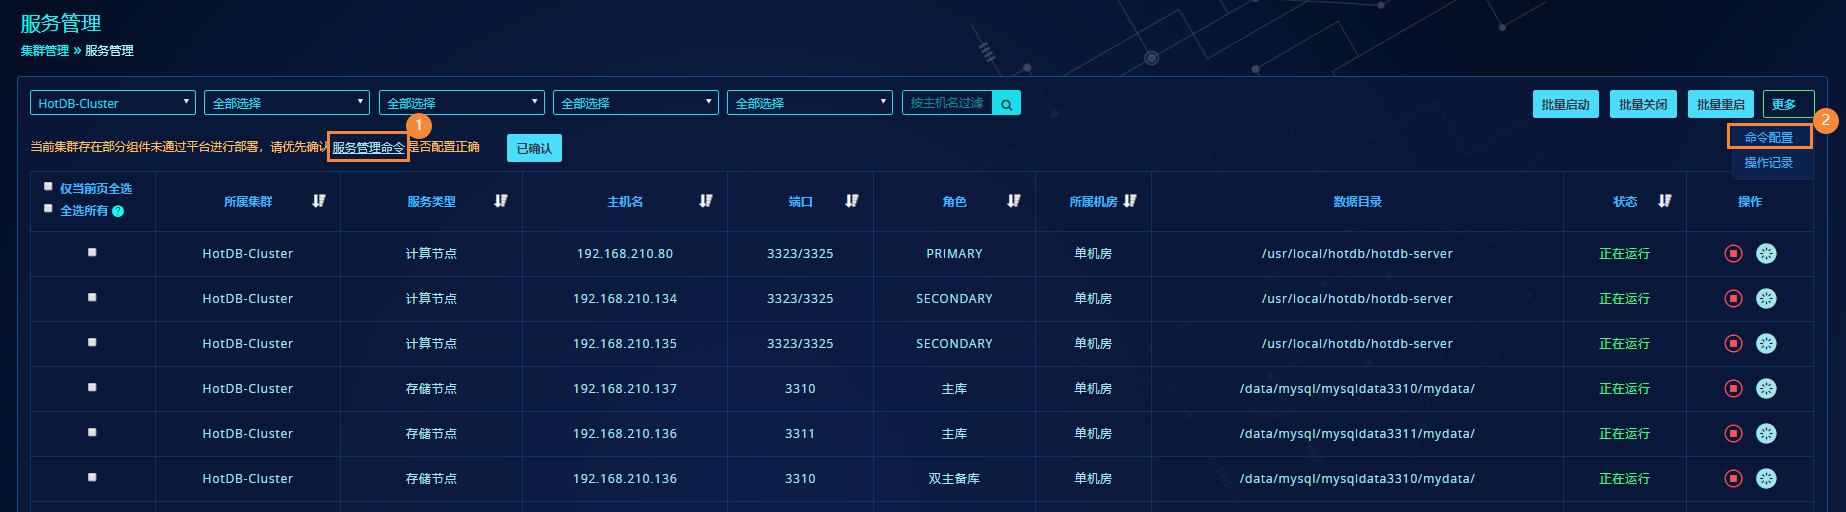 服务管理
集群管理 » 服务管理
HotDB-Cluster 全部选择 全部选择 全部选择 全部选择 按主机名过滤 批量启动 批量关闭 批量重启 更多
1 2
当前集群存在部分组件未通过平台进行部署，请优先确认服务管理命令是否配置正确 已确认 命令配置
操作记录
仅当前页全选
全选所有 ?
所属集群 服务类型 主机名 端口 角色 所属机房 数据目录 状态 操作
HotDB-Cluster 计算节点 192.168.210.80 3323/3325 PRIMARY 单机房 /usr/local/hotdb/hotdb-server 正在运行
HotDB-Cluster 计算节点 192.168.210.134 3323/3325 SECONDARY 单机房 /usr/local/hotdb/hotdb-server 正在运行
HotDB-Cluster 计算节点 192.168.210.135 3323/3325 SECONDARY 单机房 /usr/local/hotdb/hotdb-server 正在运行
HotDB-Cluster 存储节点 192.168.210.137 3310 主库 单机房 /data/mysql/mysqldata3310/mydata/ 正在运行
HotDB-Cluster 存储节点 192.168.210.136 3311 主库 单机房 /data/mysql/mysqldata3311/mydata/ 正在运行
HotDB-Cluster 存储节点 192.168.210.136 3310 双主备库 单机房 /data/mysql/mysqldata3310/mydata/ 正在运行